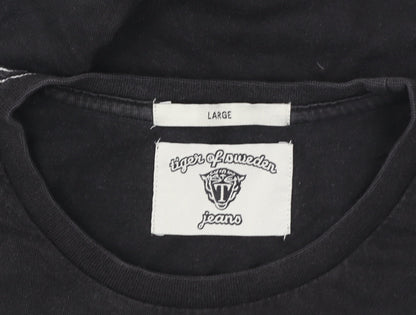 LARGE
tiger of sweden
T
jeans